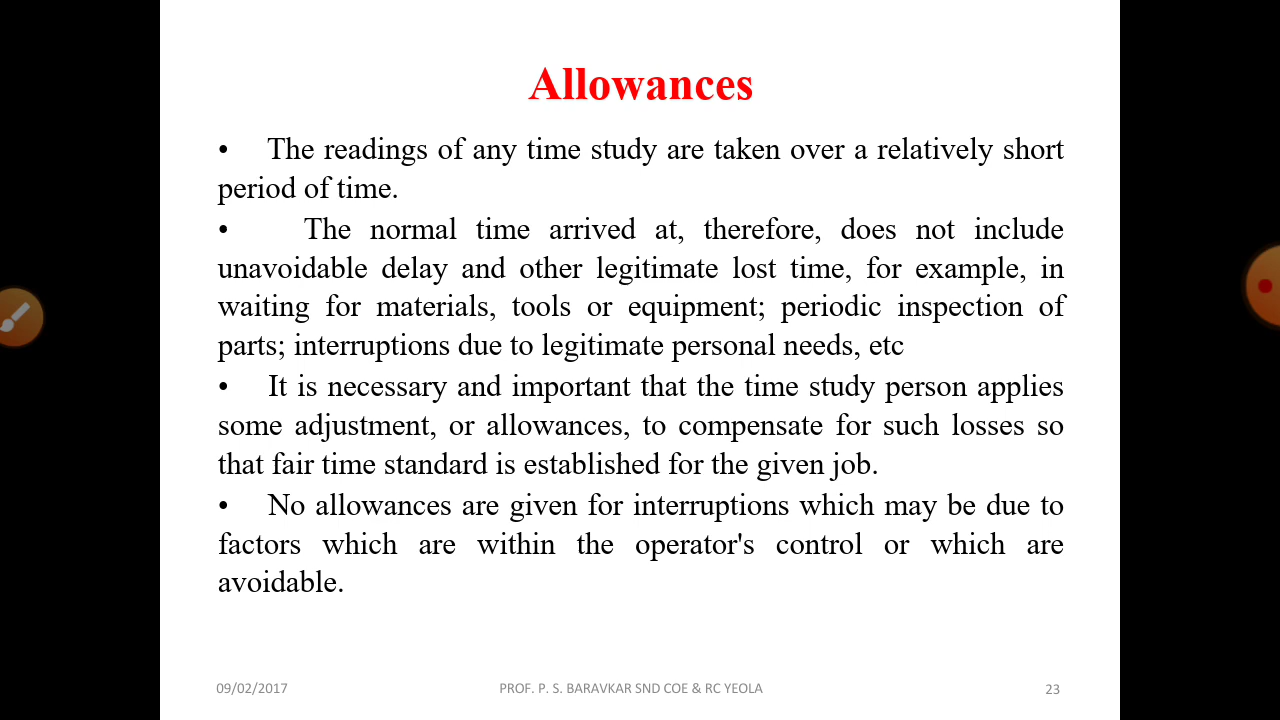 Allowances
• The readings of any time study are taken over a relatively short
period of time.
• The normal time arrived at, therefore, does not include
unavoidable delay and other legitimate lost time, for example, in
waiting for materials, tools or equipment; periodic inspection of
parts; interruptions due to legitimate personal needs, etc
• It is necessary and important that the time study person applies
some adjustment, or allowances, to compensate for such losses so
that fair time standard is established for the given job.
• No allowances are given for interruptions which may be due to
factors which are within the operator's control or which are
avoidable.
09/02/2017 PROF. P. S. BARAVKAR SND COE & RC YEOLA 23